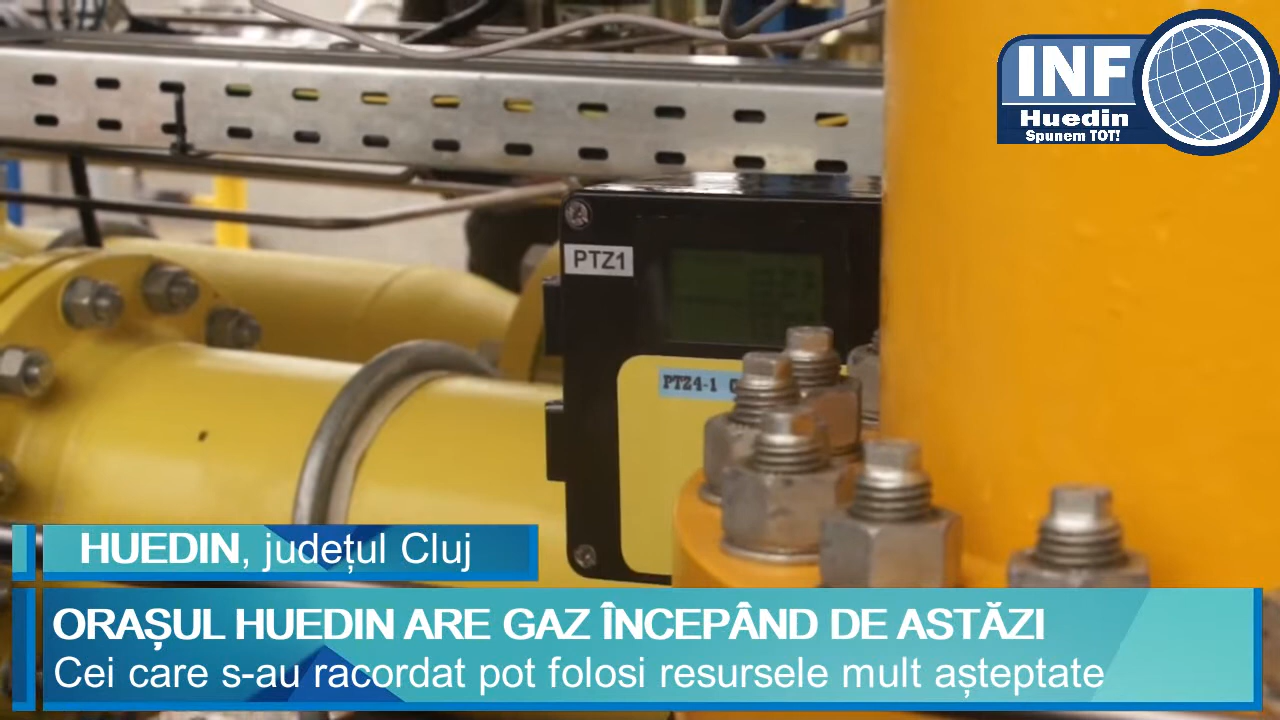 INF
Huedin
Spunem TOT!
PTZ1
PTZ4-1
HUEDIN, județul Cluj
ORAȘUL HUEDIN ARE GAZ ÎNCEPÂND DE ASTĂZI
Cei care s-au racordat pot folosi resursele mult așteptate